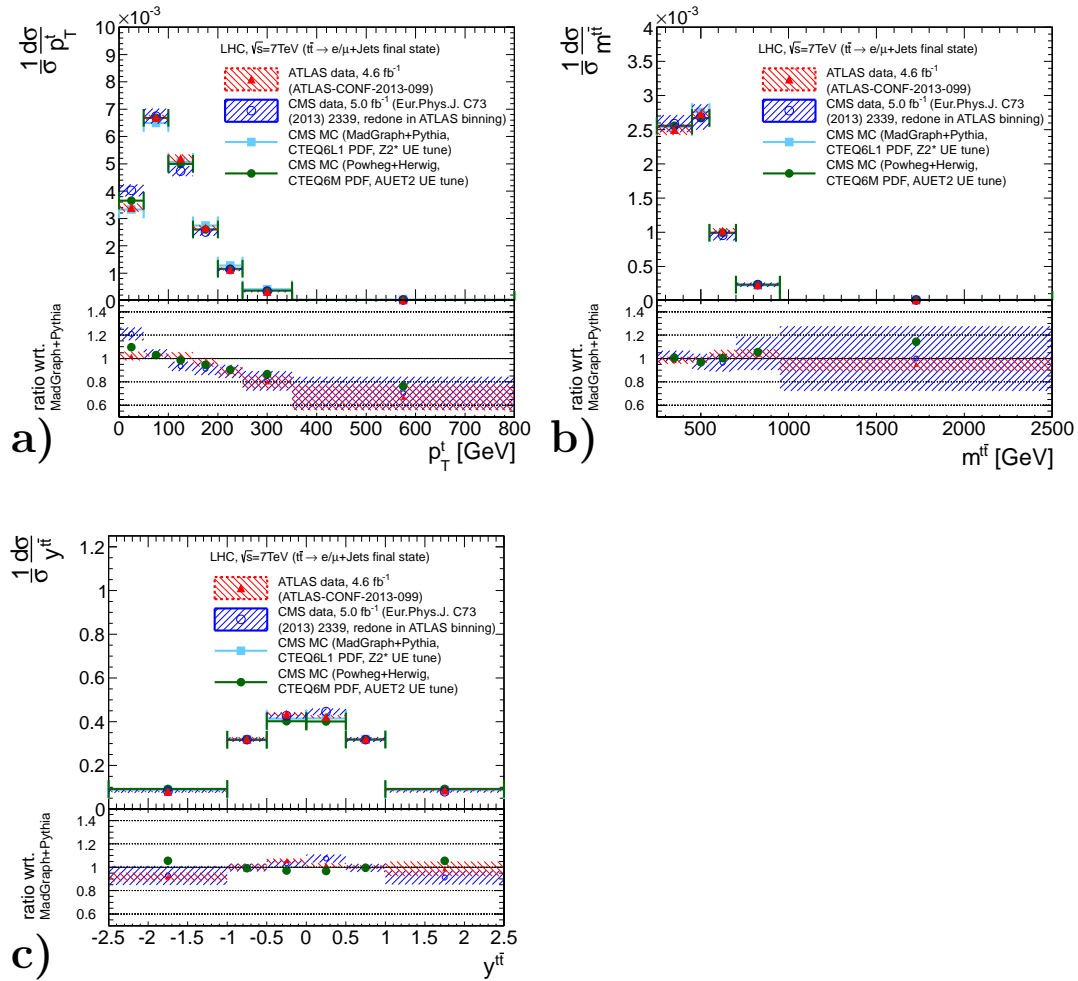 ×10⁻³
1/σ dσ/p_T^t
LHC, √s=7TeV (tt̄ → e/μ+Jets final state)
ATLAS data, 4.6 fb⁻¹
(ATLAS-CONF-2013-099)
CMS data, 5.0 fb⁻¹ (Eur.Phys.J. C73
(2013) 2339, redone in ATLAS binning)
CMS MC (MadGraph+Pythia,
CTEQ6L1 PDF, Z2* UE tune)
CMS MC (Powheg+Herwig,
CTEQ6M PDF, AUET2 UE tune)
10
9
8
7
6
5
4
3
2
1
0
ratio wrt.
MadGraph+Pythia
1.4
1.2
1
0.8
0.6
0 100 200 300 400 500 600 700 800
p_T^t [GeV]
a)
×10⁻³
1/σ dσ/m^tt̄
LHC, √s=7TeV (tt̄ → e/μ+Jets final state)
ATLAS data, 4.6 fb⁻¹
(ATLAS-CONF-2013-099)
CMS data, 5.0 fb⁻¹ (Eur.Phys.J. C73
(2013) 2339, redone in ATLAS binning)
CMS MC (MadGraph+Pythia,
CTEQ6L1 PDF, Z2* UE tune)
CMS MC (Powheg+Herwig,
CTEQ6M PDF, AUET2 UE tune)
4
3.5
3
2.5
2
1.5
1
0.5
0
ratio wrt.
MadGraph+Pythia
1.4
1.2
1
0.8
0.6
500 1000 1500 2000 2500
m^tt̄ [GeV]
b)
1/σ dσ/y^tt̄
LHC, √s=7TeV (tt̄ → e/μ+Jets final state)
ATLAS data, 4.6 fb⁻¹
(ATLAS-CONF-2013-099)
CMS data, 5.0 fb⁻¹ (Eur.Phys.J. C73
(2013) 2339, redone in ATLAS binning)
CMS MC (MadGraph+Pythia,
CTEQ6L1 PDF, Z2* UE tune)
CMS MC (Powheg+Herwig,
CTEQ6M PDF, AUET2 UE tune)
1.2
1
0.8
0.6
0.4
0.2
0
ratio wrt.
MadGraph+Pythia
1.4
1.2
1
0.8
0.6
-2.5 -2 -1.5 -1 -0.5 0 0.5 1 1.5 2 2.5
y^tt̄
c)